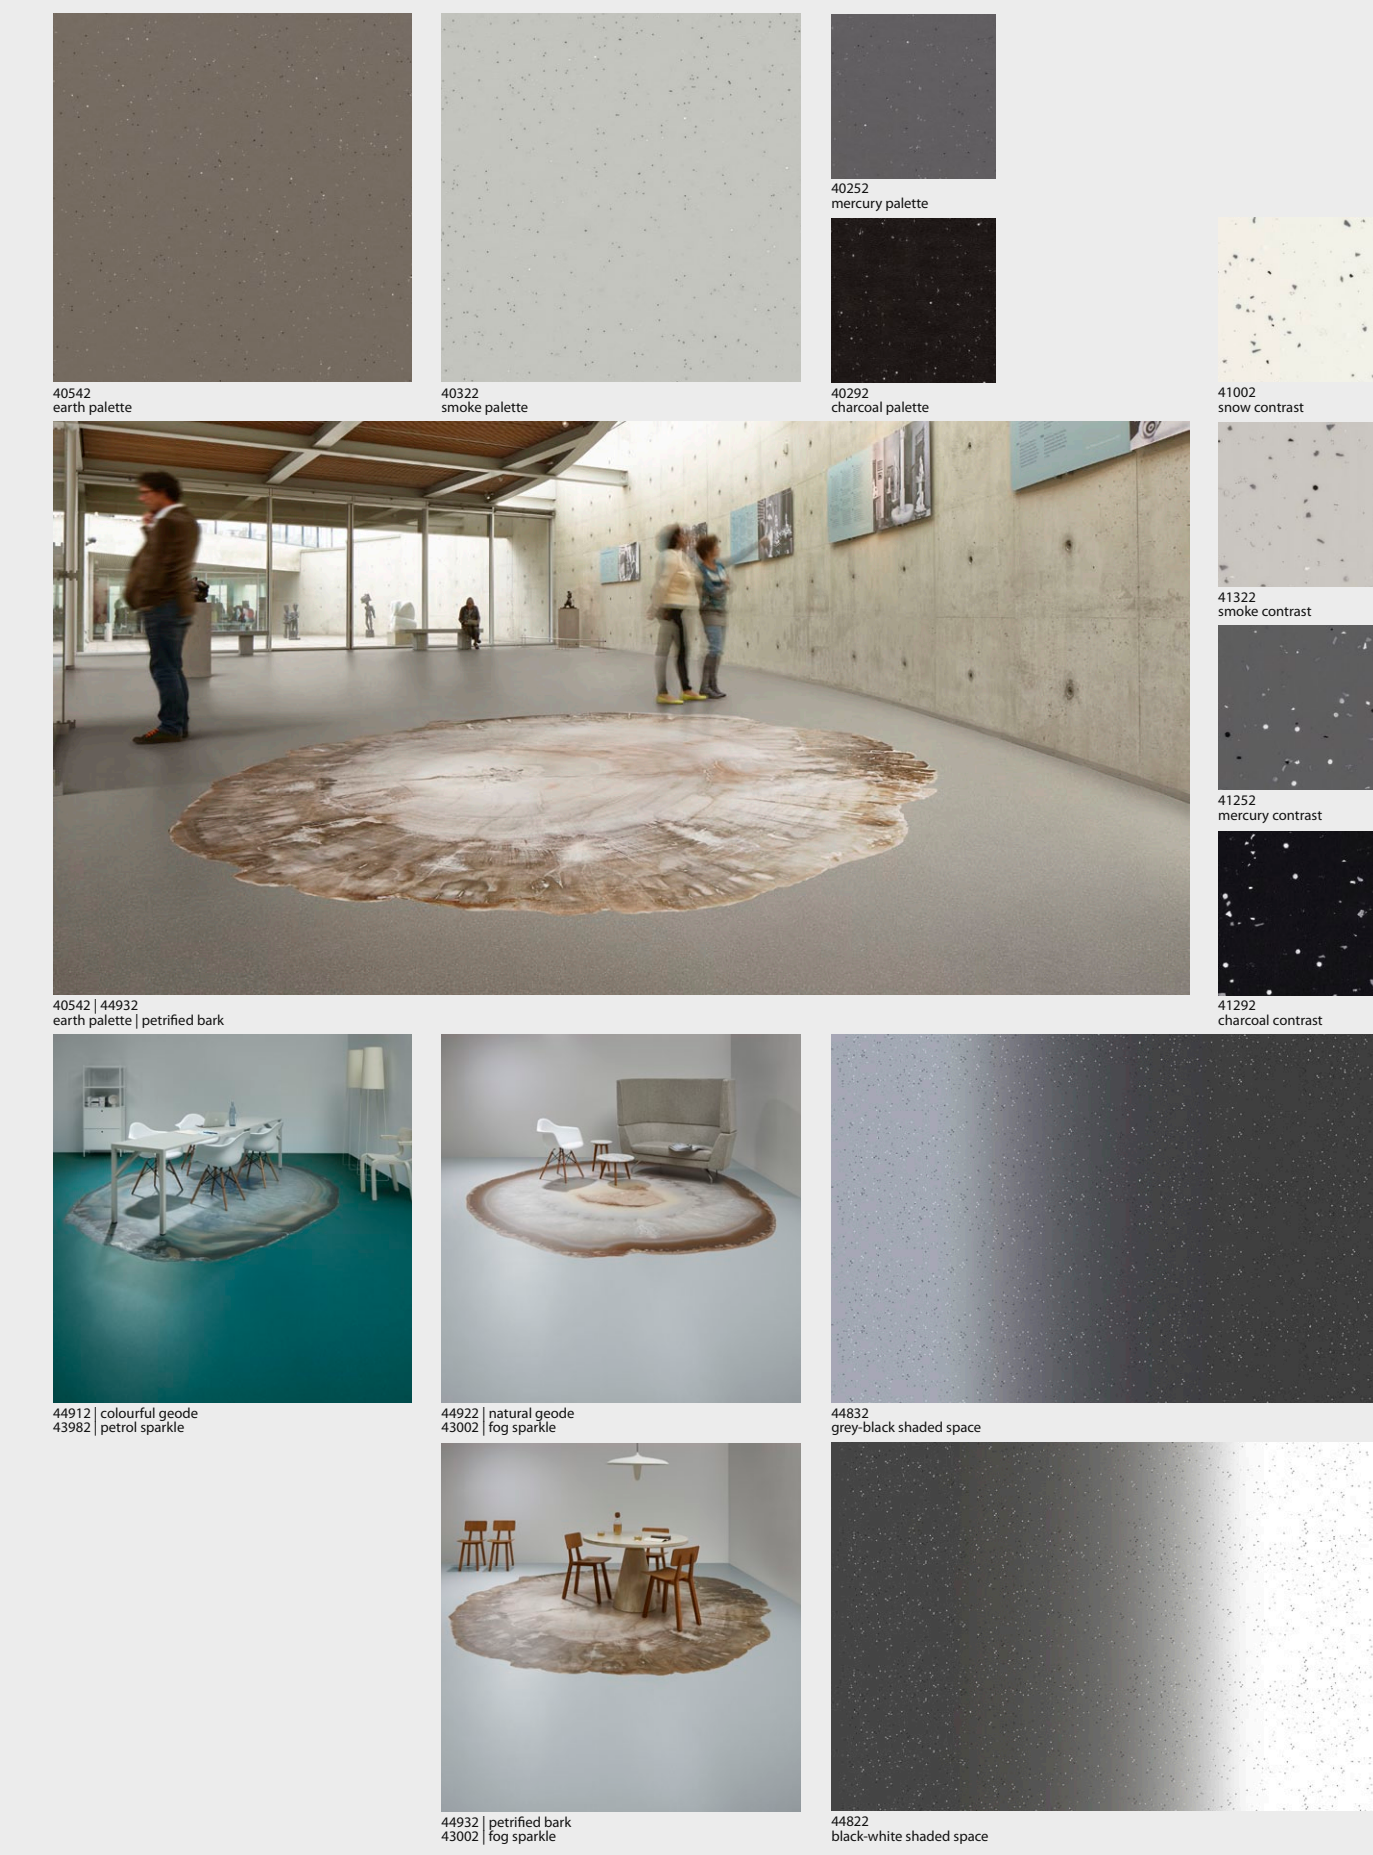 40252
mercury palette
40542
earth palette
40322
smoke palette
40292
charcoal palette
41002
snow contrast
41322
smoke contrast
41252
mercury contrast
40542 | 44932
earth palette | petrified bark
41292
charcoal contrast
44912 | colourful geode
43982 | petrol sparkle
44922 | natural geode
43002 | fog sparkle
44832
grey-black shaded space
44932 | petrified bark
43002 | fog sparkle
44822
black-white shaded space